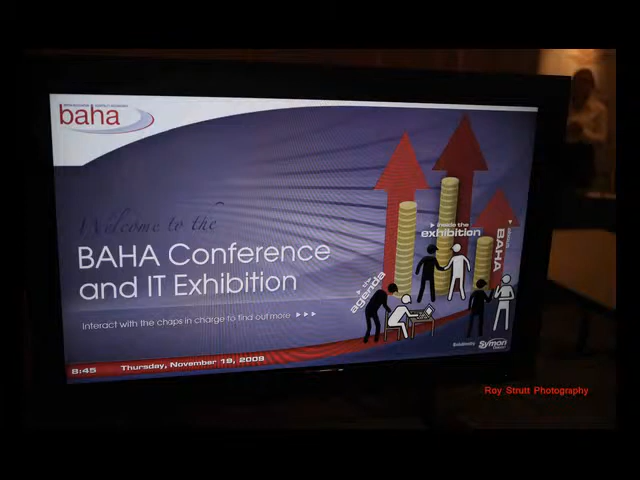 baha
Welcome to the
BAHA Conference
and IT Exhibition
Interact with the chaps in charge to find out more
the
agenda
inside the
exhibition
about
BAHA
8:45 Thursday, November 19, 2009
Symon
Roy Strutt Photography